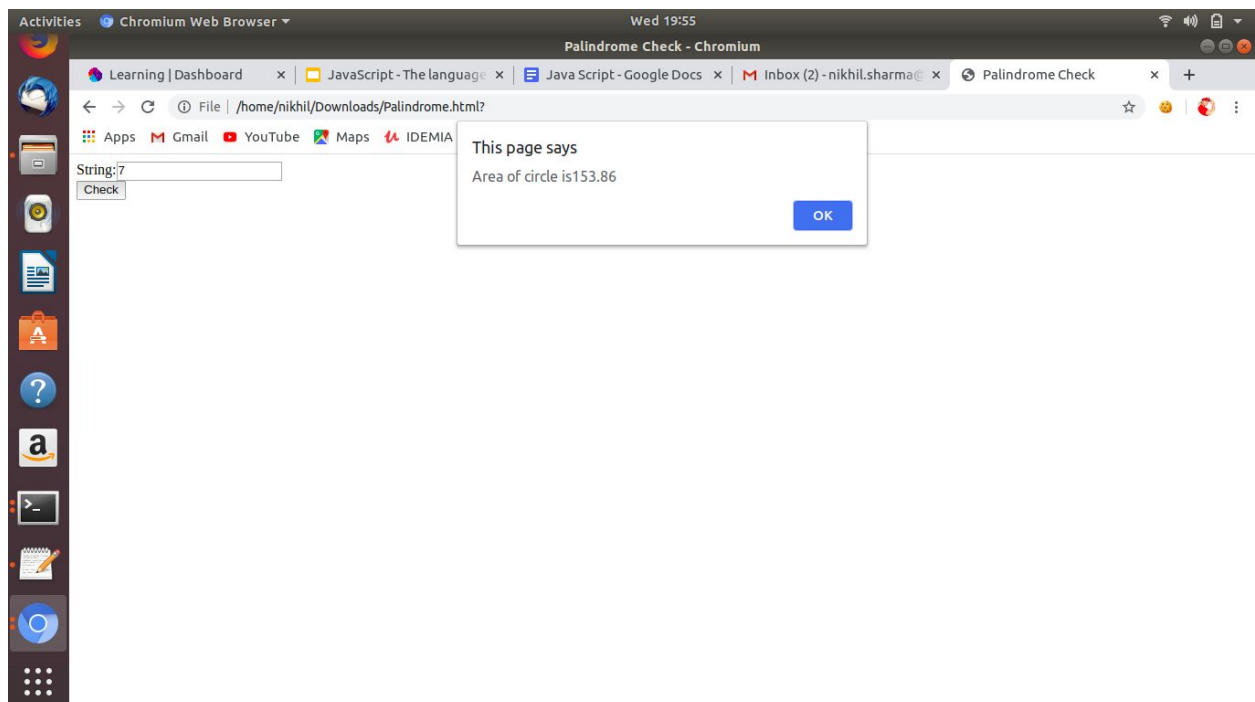 Activities Chromium Web Browser Wed 19:55
Palindrome Check - Chromium
Learning | Dashboard JavaScript - The language Java Script - Google Docs Inbox (2) - nikhil.sharma@ Palindrome Check
File | /home/nikhil/Downloads/Palindrome.html?
Apps Gmail YouTube Maps IDEMIA
This page says
Area of circle is153.86
OK
String:7
Check